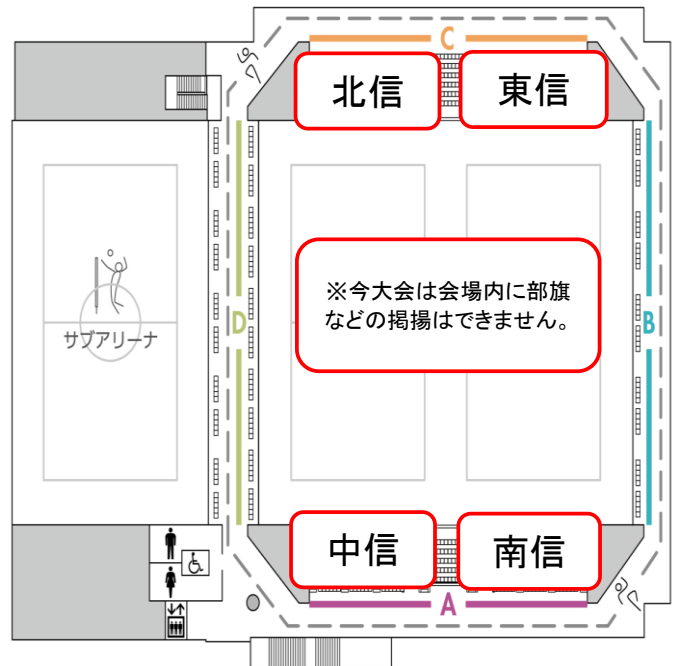 C
北信
東信
※今大会は会場内に部旗
などの掲揚はできません。
D
B
サブアリーナ
中信
南信
A